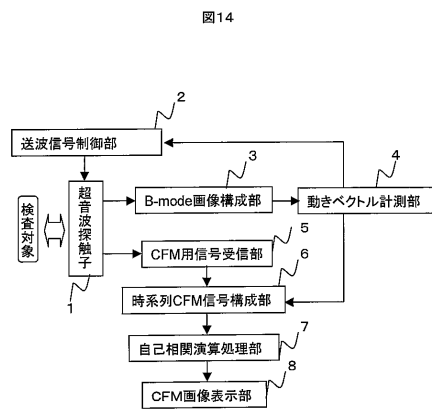 図14
2
送波信号制御部
3
4
超音波探触子
B-mode画像構成部
動きベクトル計測部
検査対象
5
CFM用信号受信部
6
1
時系列CFM信号構成部
7
自己相関演算処理部
8
CFM画像表示部